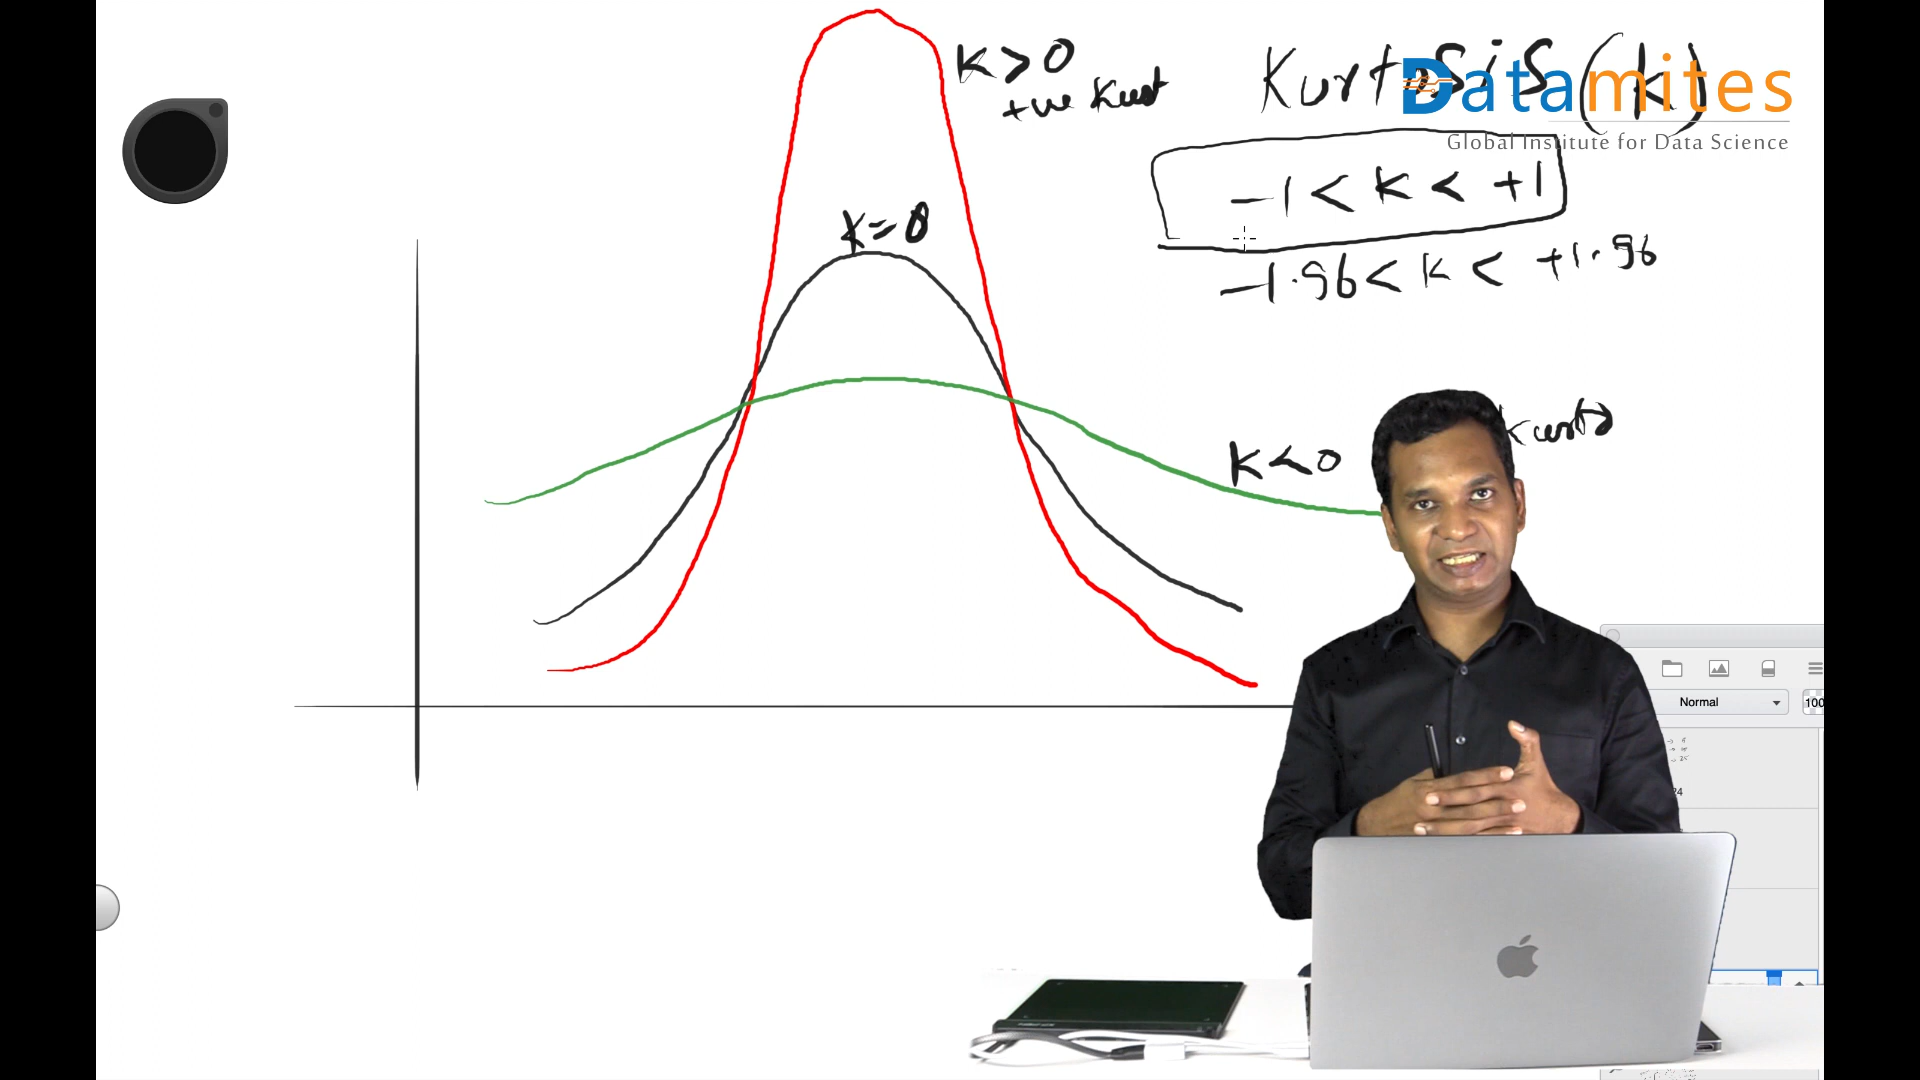 K > 0
+ve Kurt
Kurtosis (k)
Datamites
Global Institute for Data Science
-1 < K < +1
K = 0
-1.96 < K < +1.96
K < 0
Normal
100
24